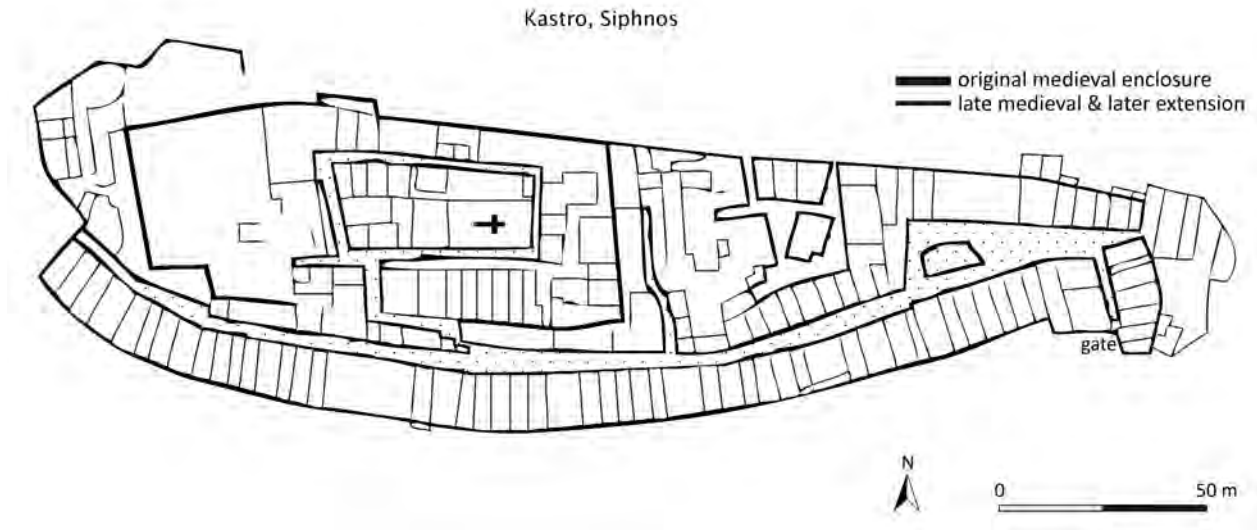 Kastro, Siphnos
original medieval enclosure
late medieval & later extension
gate
N
0 50 m